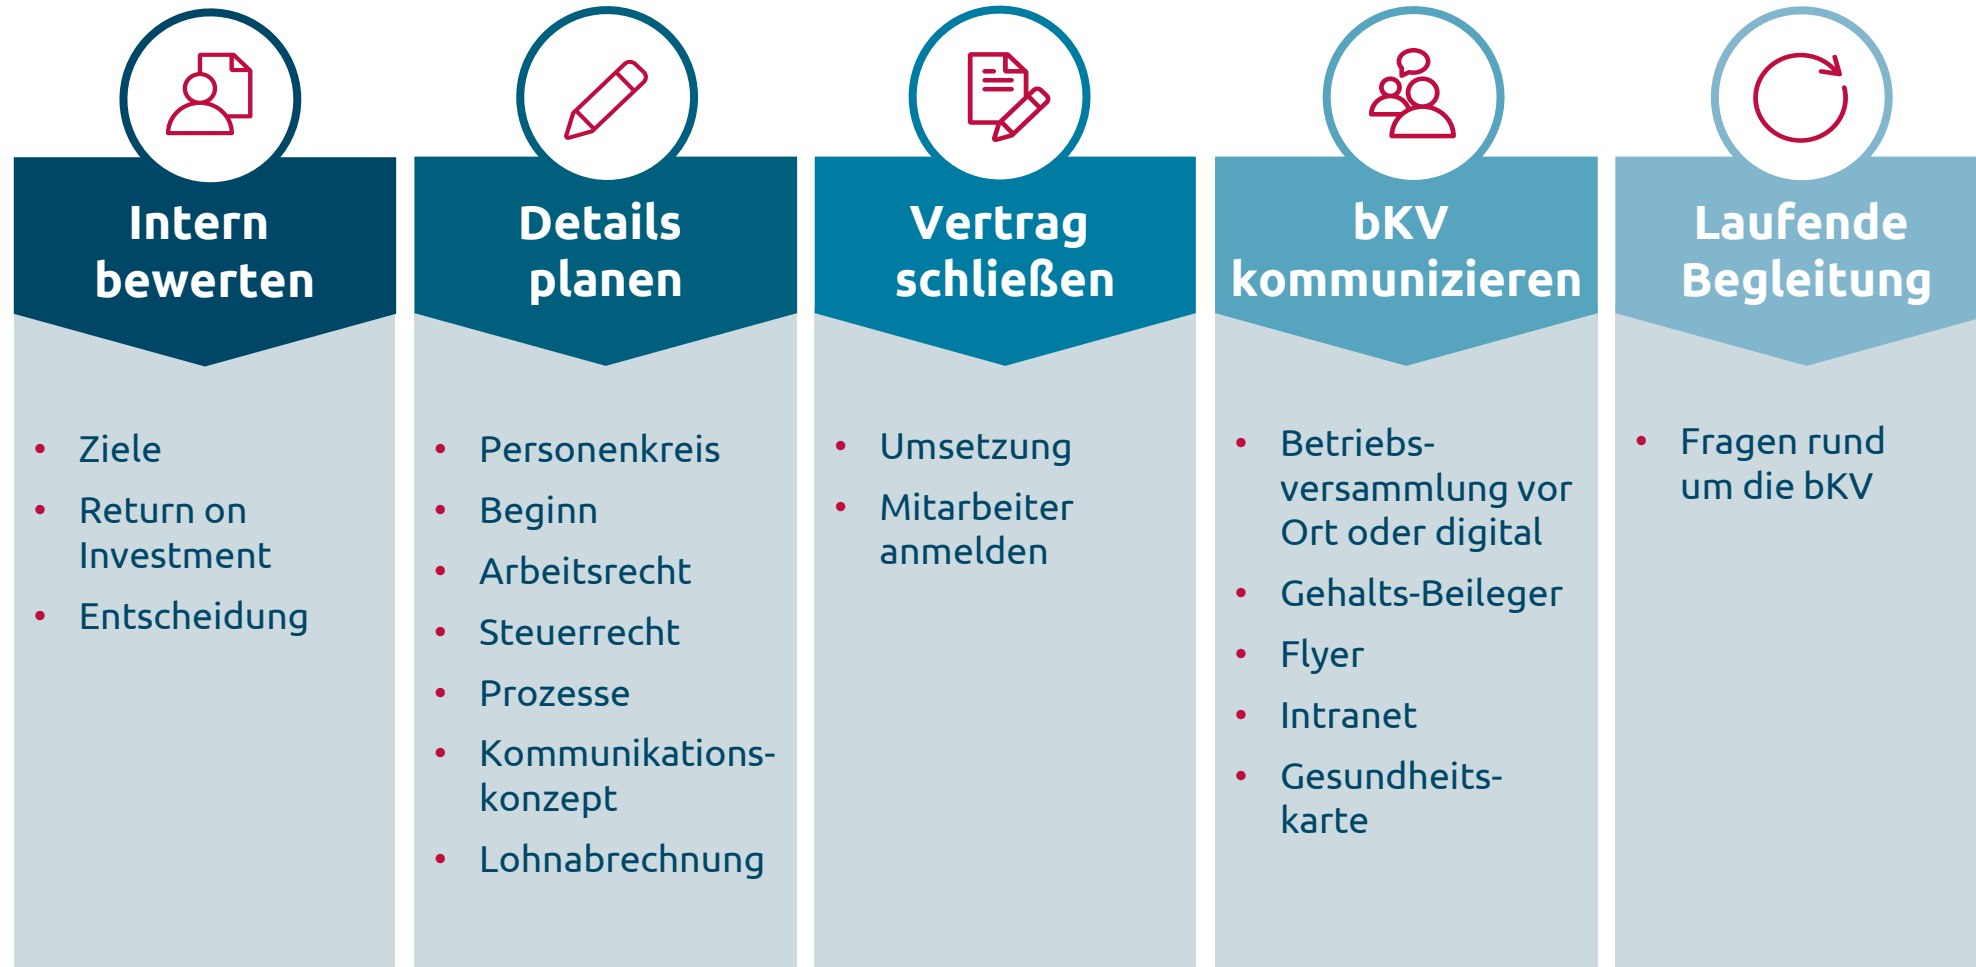 Intern
bewerten
Ziele
Return on
Investment
Entscheidung
Details
planen
Personenkreis
Beginn
Arbeitsrecht
Steuerrecht
Prozesse
Kommunikations-
konzept
Lohnabrechnung
Vertrag
schließen
Umsetzung
Mitarbeiter
anmelden
bKV
kommunizieren
Betriebs-
versammlung vor
Ort oder digital
Gehalts-Beileger
Flyer
Intranet
Gesundheits-
karte
Laufende
Begleitung
Fragen rund
um die bKV